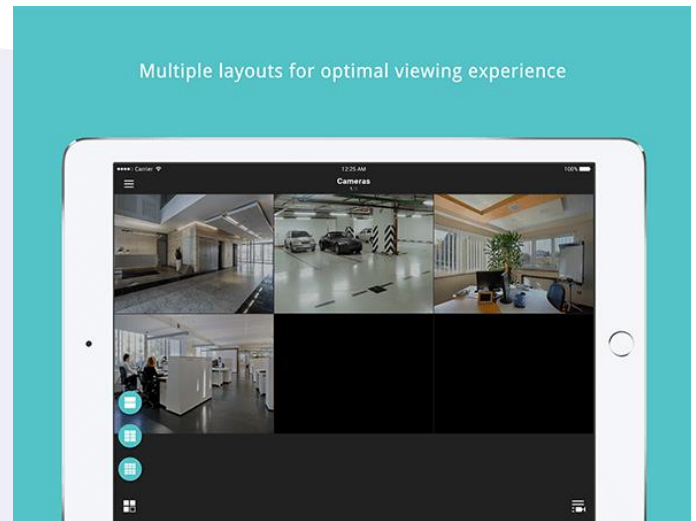 Multiple layouts for optimal viewing experience
Carrier
12:25 AM
100%
Cameras